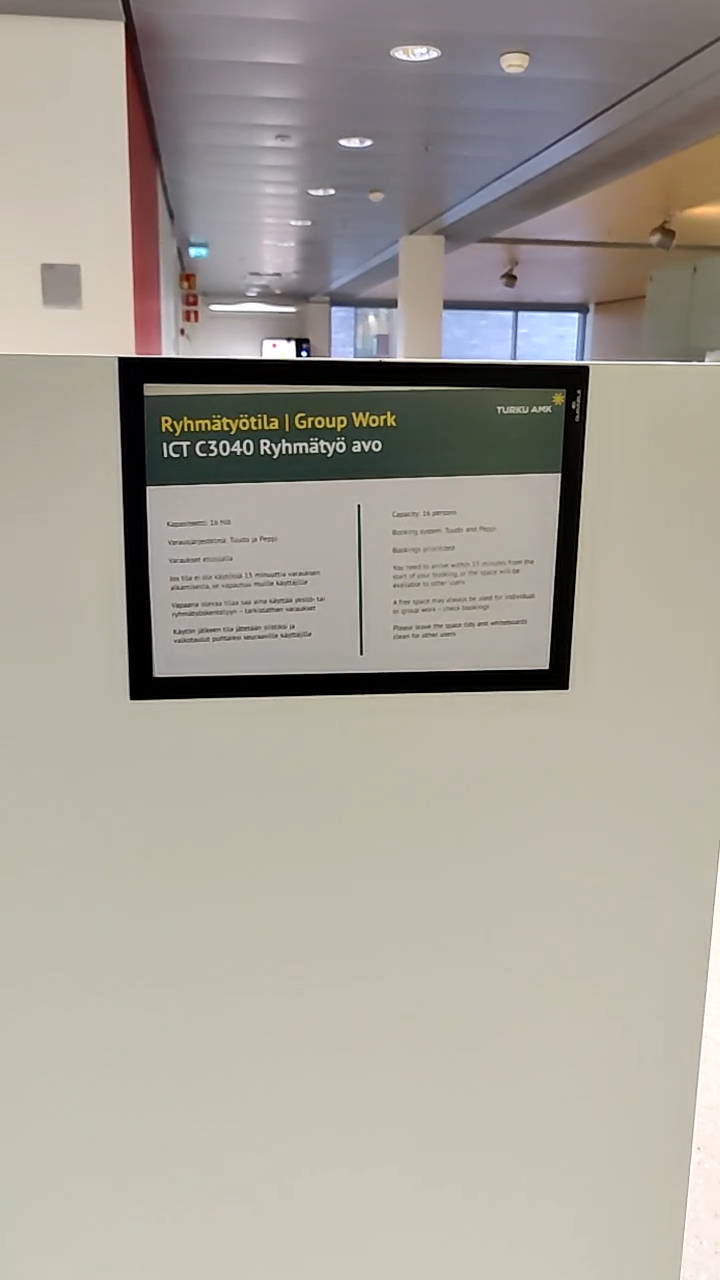 Ryhmätyötila | Group Work
ICT C3040 Ryhmätyö avo
TURKU AMK
Kapasiteetti: 16 hlö
Varausjärjestelmä: Tuudo ja Peppi
Varaukset etusijalla
Jos tila ei ole käytössä 15 minuuttia varauksen
alkamisesta, se vapautuu muille käyttäjille
Vapaana olevaa tilaa saa aina käyttää yksilö- tai
ryhmätyöskentelyyn – tarkistathan varaukset
Käytön jälkeen tila jätetään siistiksi ja
valkotaulut puhtaiksi seuraaville käyttäjille
Capacity: 16 persons
Booking system: Tuudo and Peppi
Bookings prioritized
You need to arrive within 15 minutes from the
start of your booking, or the space will be
available to other users
A free space may always be used for individual
or group work – check bookings
Please leave the space tidy and whiteboards
clean for other users